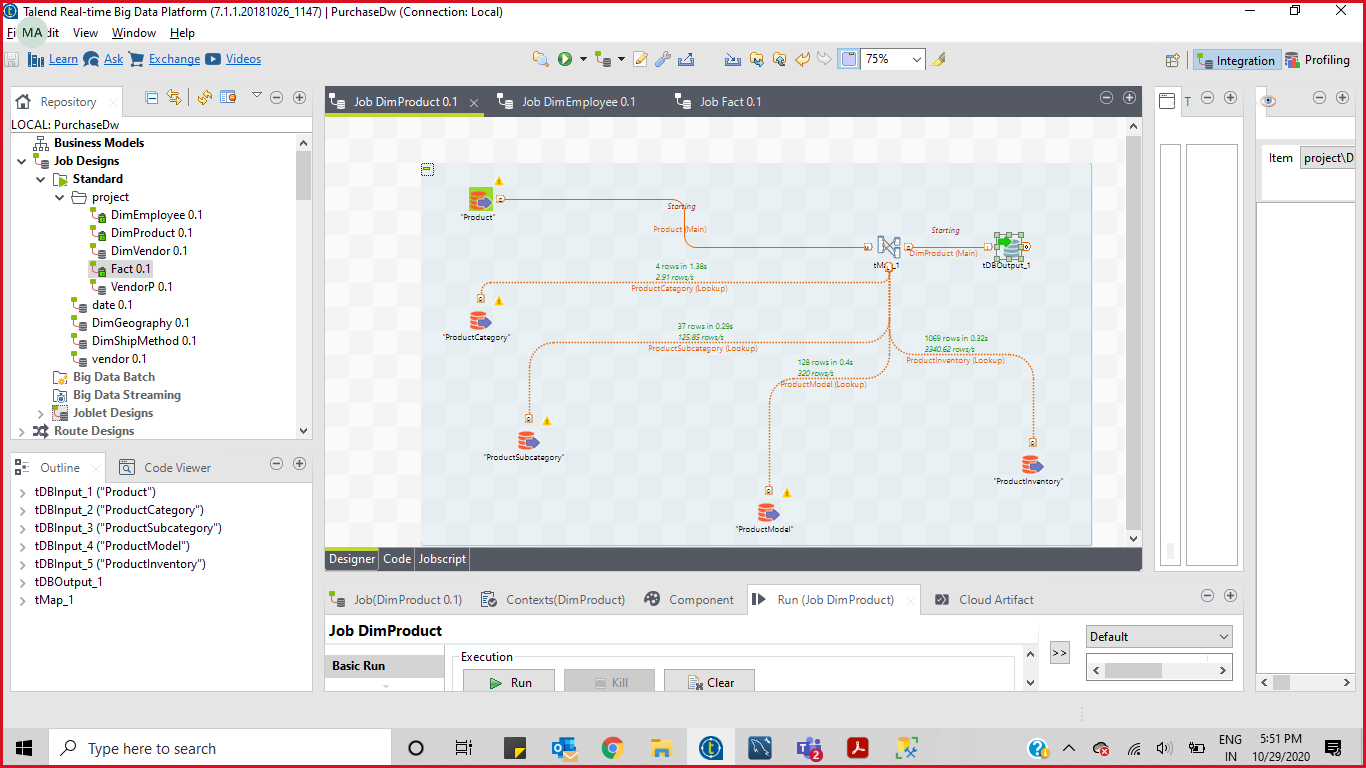 Talend Real-time Big Data Platform (7.1.1.20181026_1147) | PurchaseDw (Connection: Local)
MA
View Window Help
Learn Ask Exchange Videos
75%
Integration Profiling
Repository
LOCAL: PurchaseDw
Business Models
Job Designs
Standard
project
DimEmployee 0.1
DimProduct 0.1
DimVendor 0.1
Fact 0.1
VendorP 0.1
date 0.1
DimGeography 0.1
DimShipMethod 0.1
vendor 0.1
Big Data Batch
Big Data Streaming
Joblet Designs
Route Designs
Outline Code Viewer
tDBInput_1 ("Product")
tDBInput_2 ("ProductCategory")
tDBInput_3 ("ProductSubcategory")
tDBInput_4 ("ProductModel")
tDBInput_5 ("ProductInventory")
tDBOutput_1
tMap_1
Job DimProduct 0.1 Job DimEmployee 0.1 Job Fact 0.1
"Product"
Starting
Product (Main)
Starting
DimProduct (Main)
tDBOutput_1
4 rows in 1.38s
2.91 rows/s
ProductCategory (Lookup)
"ProductCategory"
37 rows in 0.29s
125.85 rows/s
ProductSubcategory (Lookup)
1069 rows in 0.32s
3340.62 rows/s
ProductInventory (Lookup)
128 rows in 0.4s
320 rows/s
ProductModel (Lookup)
"ProductSubcategory"
"ProductInventory"
"ProductModel"
Designer Code Jobscript
T
Item project\D
Job(DimProduct 0.1) Contexts(DimProduct) Component Run (Job DimProduct) Cloud Artifact
Job DimProduct
Basic Run
Execution
Run Kill Clear
>>
Default
Type here to search
2
ENG
IN
5:51 PM
10/29/2020